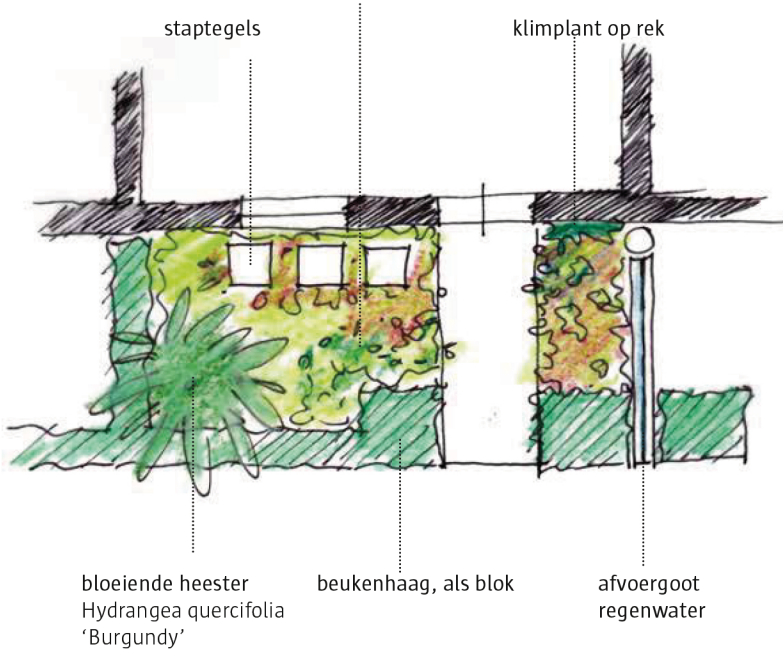 staptegels
klimplant op rek
bloeiende heester
Hydrangea quercifolia
‘Burgundy’
beukenhaag, als blok
afvoergoot
regenwater